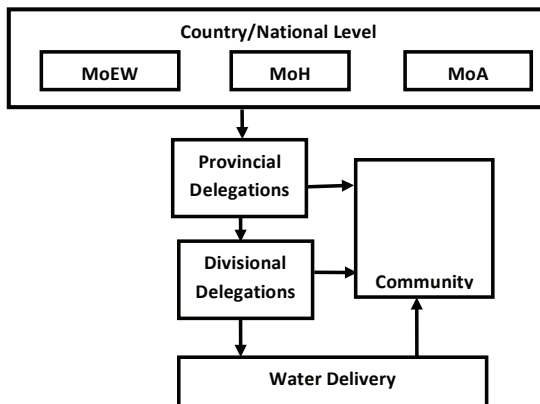 Country/National Level
MoEW MoH MoA
Provincial
Delegations
Divisional
Delegations
Community
Water Delivery